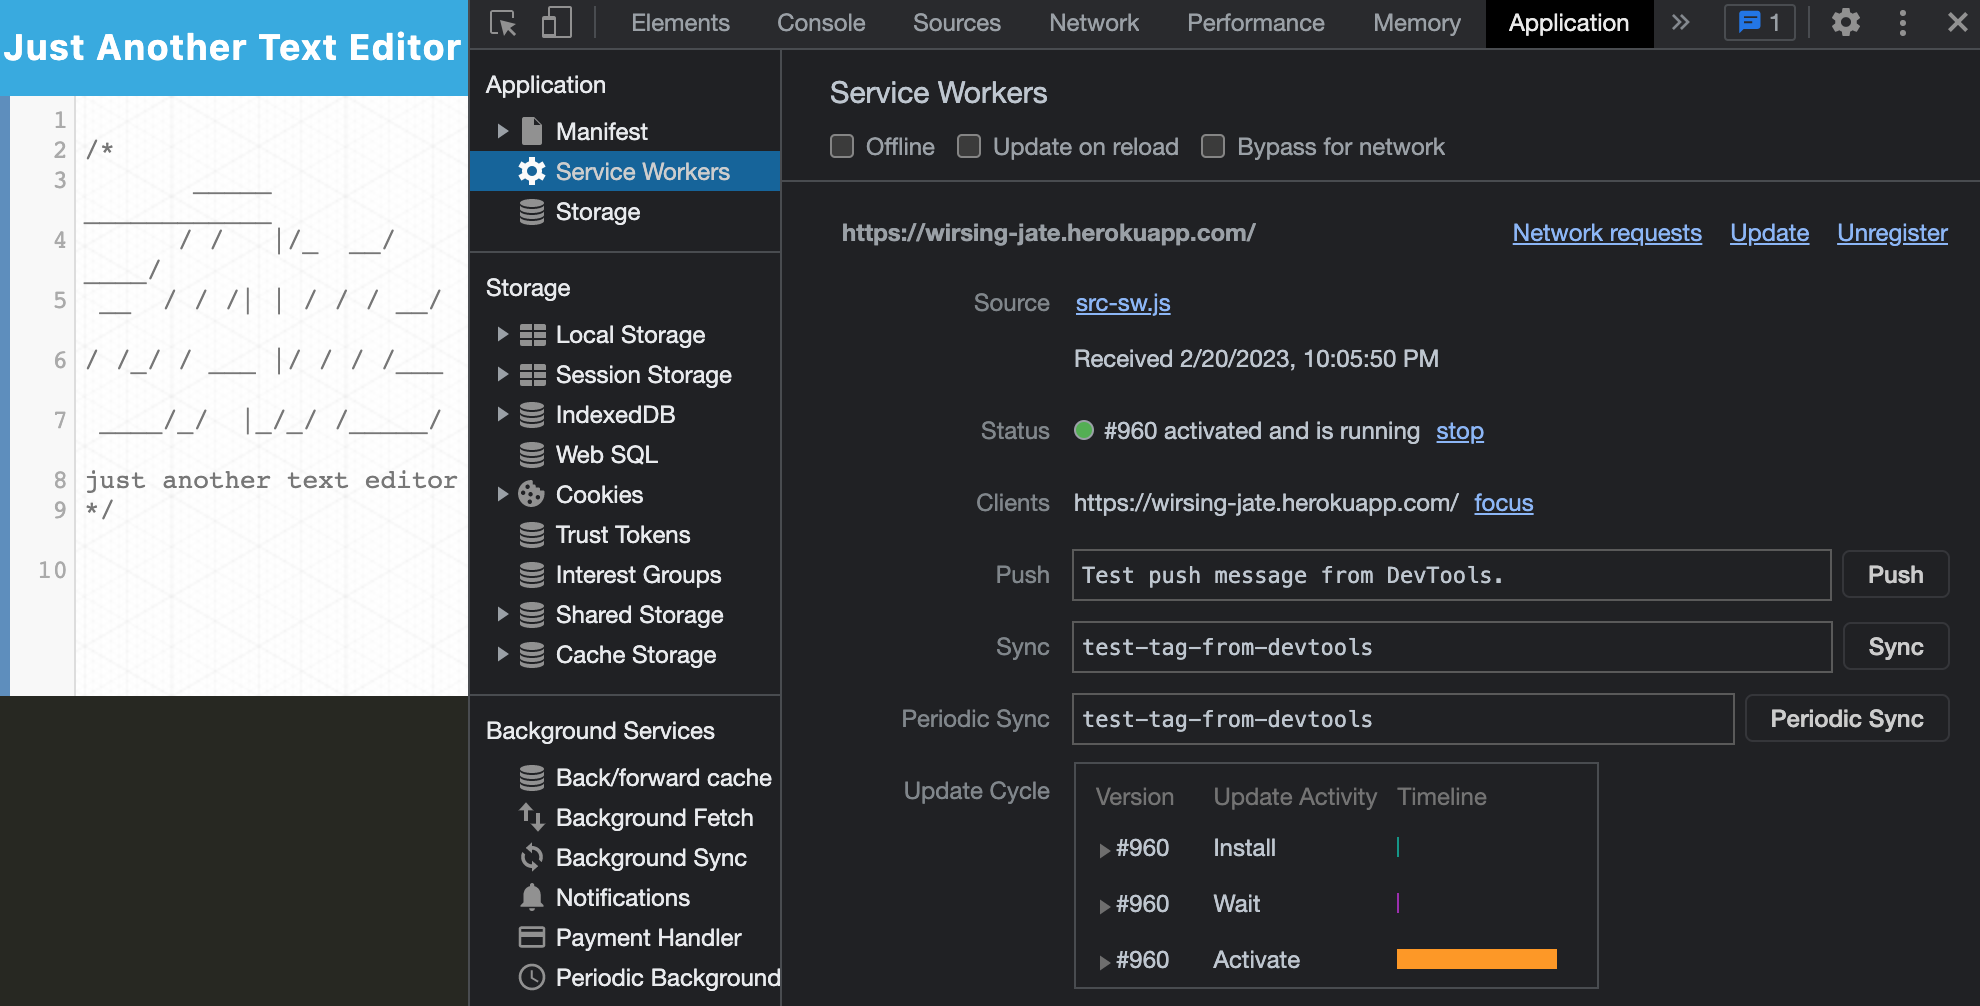 Just Another Text Editor
1
2 /*
3 _____
____________
4 / / |/_ __/
____/
5 __ / / /| | / / / __/
6 / /_/ / ___ |/ / / /___
7 ____/_/ |_/_/ /_____/
8 just another text editor
9 */
10
Elements Console Sources Network Performance Memory Application » 1
Application
Manifest
Service Workers
Storage
Storage
Local Storage
Session Storage
IndexedDB
Web SQL
Cookies
Trust Tokens
Interest Groups
Shared Storage
Cache Storage
Background Services
Back/forward cache
Background Fetch
Background Sync
Notifications
Payment Handler
Periodic Background
Service Workers
Offline Update on reload Bypass for network
https://wirsing-jate.herokuapp.com/ Network requests Update Unregister
Source src-sw.js
Received 2/20/2023, 10:05:50 PM
Status #960 activated and is running stop
Clients https://wirsing-jate.herokuapp.com/ focus
Push Test push message from DevTools. Push
Sync test-tag-from-devtools Sync
Periodic Sync test-tag-from-devtools Periodic Sync
Update Cycle Version Update Activity Timeline
#960 Install
#960 Wait
#960 Activate